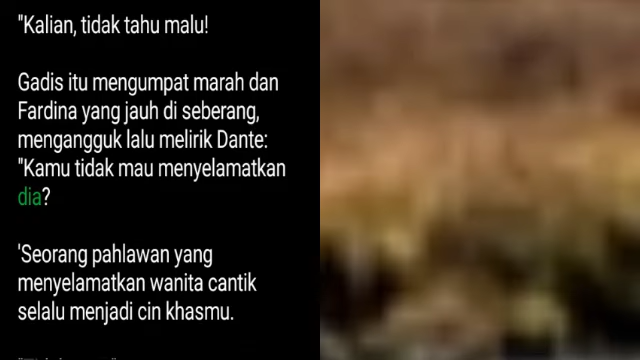 "Kalian, tidak tahu malu!
Gadis itu mengumpat marah dan
Fardina yang jauh di seberang,
mengangguk lalu melirik Dante:
"Kamu tidak mau menyelamatkan
dia?
'Seorang pahlawan yang
menyelamatkan wanita cantik
selalu menjadi cin khasmu.